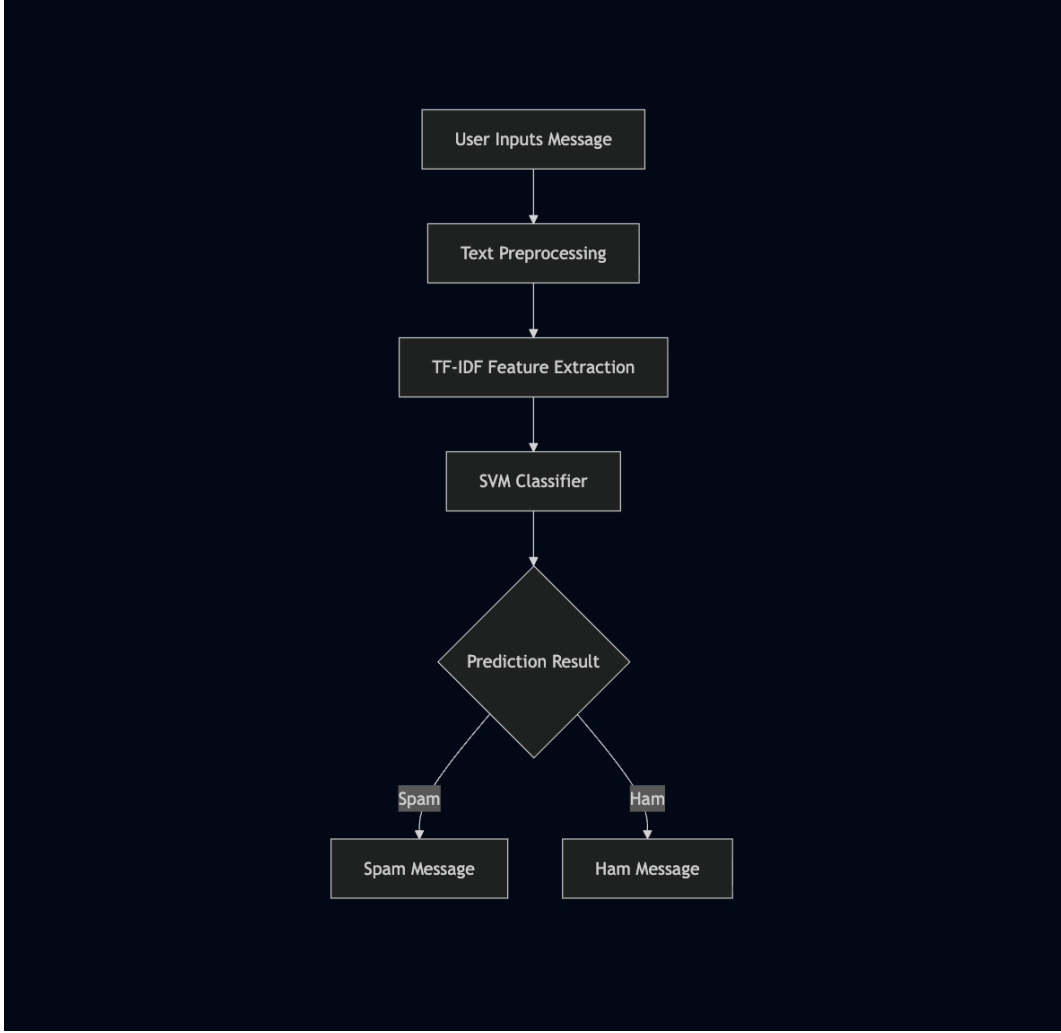 User Inputs Message
Text Preprocessing
TF-IDF Feature Extraction
SVM Classifier
Prediction Result
Spam
Ham
Spam Message
Ham Message